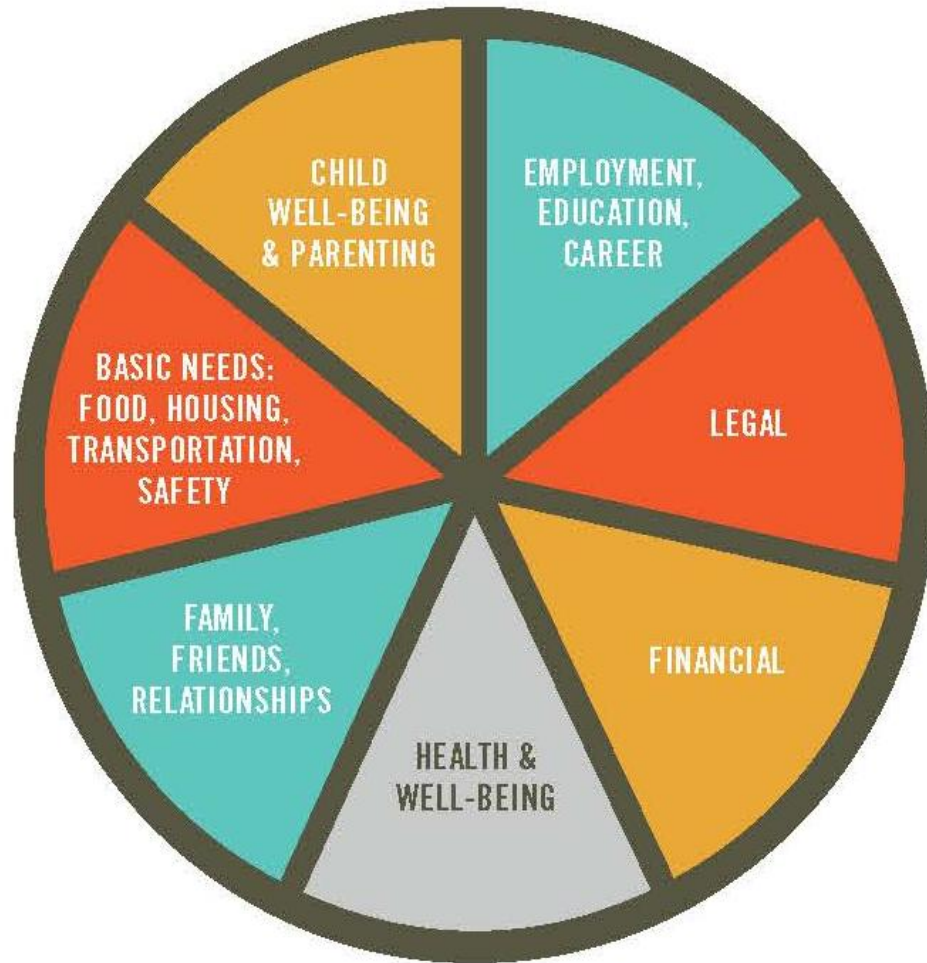 CHILD
WELL-BEING
& PARENTING
EMPLOYMENT,
EDUCATION,
CAREER
LEGAL
FINANCIAL
HEALTH &
WELL-BEING
FAMILY,
FRIENDS,
RELATIONSHIPS
BASIC NEEDS:
FOOD, HOUSING,
TRANSPORTATION,
SAFETY